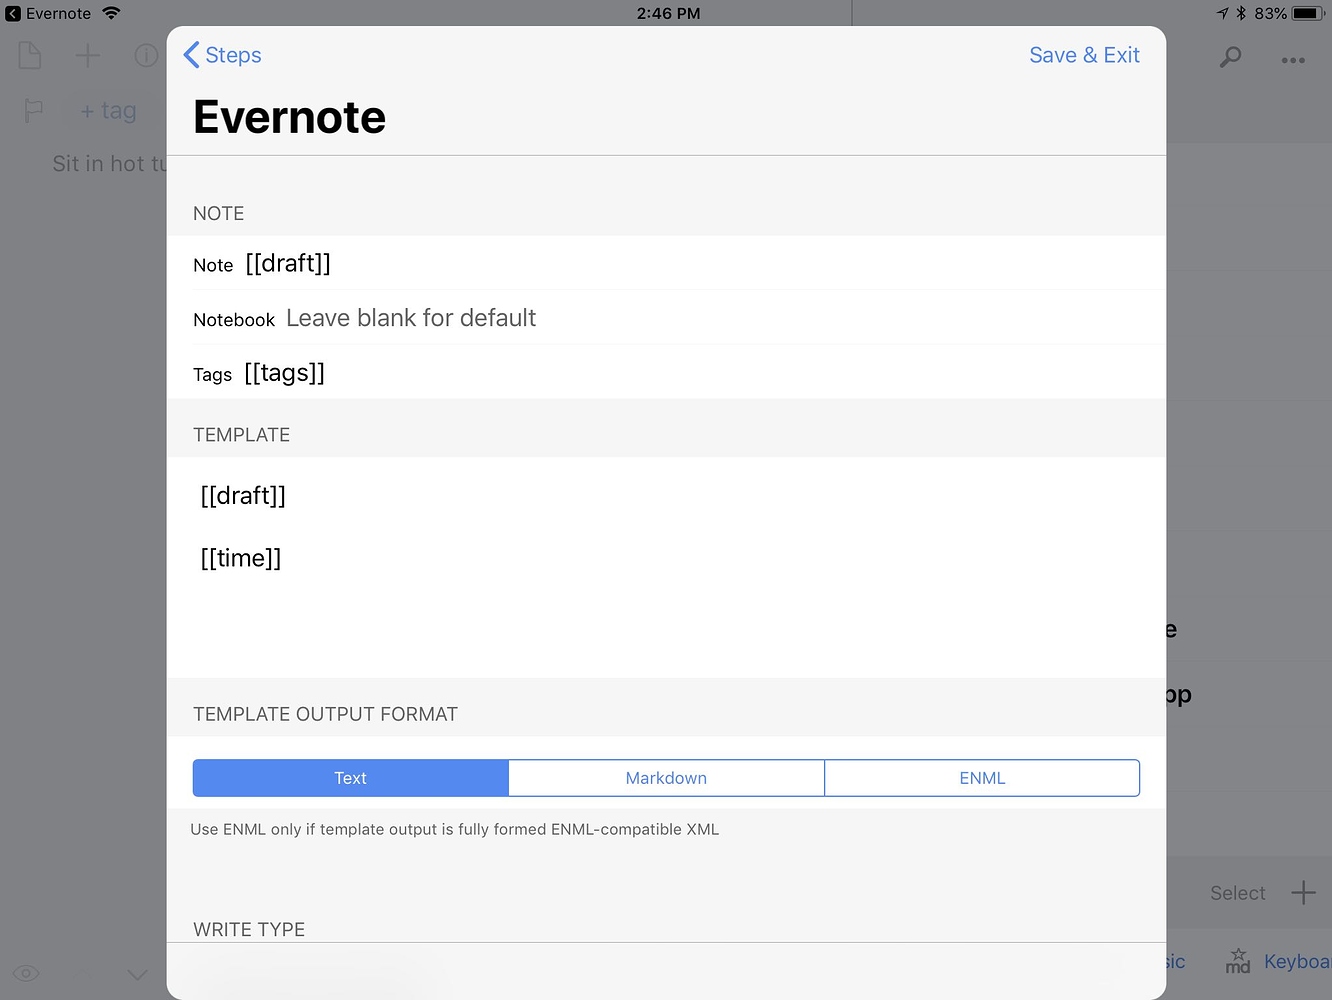 Evernote 2:46 PM 83%
Steps Save & Exit
Evernote
+ tag
Sit in hot tu
NOTE
Note [[draft]]
Notebook Leave blank for default
Tags [[tags]]
TEMPLATE
[[draft]]
[[time]]
e
pp
TEMPLATE OUTPUT FORMAT
Text Markdown ENML
Use ENML only if template output is fully formed ENML-compatible XML
Select
WRITE TYPE
sic md Keyboar